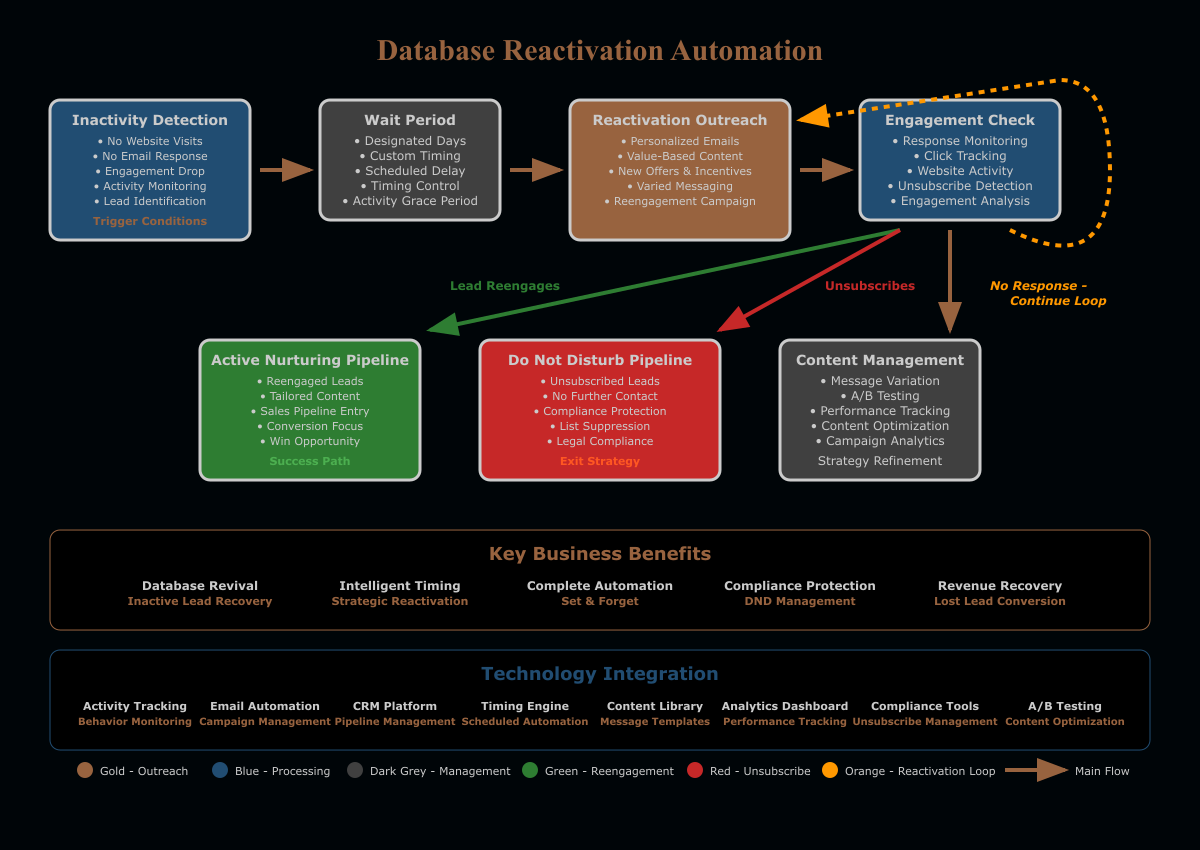 Database Reactivation Automation
Inactivity Detection
• No Website Visits
• No Email Response
• Engagement Drop
• Activity Monitoring
• Lead Identification
Trigger Conditions
Wait Period
• Designated Days
• Custom Timing
• Scheduled Delay
• Timing Control
• Activity Grace Period
Reactivation Outreach
• Personalized Emails
• Value-Based Content
• New Offers & Incentives
• Varied Messaging
• Reengagement Campaign
Engagement Check
• Response Monitoring
• Click Tracking
• Website Activity
• Unsubscribe Detection
• Engagement Analysis
Lead Reengages
Unsubscribes
No Response -
Continue Loop
Active Nurturing Pipeline
• Reengaged Leads
• Tailored Content
• Sales Pipeline Entry
• Conversion Focus
• Win Opportunity
Success Path
Do Not Disturb Pipeline
• Unsubscribed Leads
• No Further Contact
• Compliance Protection
• List Suppression
• Legal Compliance
Exit Strategy
Content Management
• Message Variation
• A/B Testing
• Performance Tracking
• Content Optimization
• Campaign Analytics
Strategy Refinement
Key Business Benefits
Database Revival
Inactive Lead Recovery
Intelligent Timing
Strategic Reactivation
Complete Automation
Set & Forget
Compliance Protection
DND Management
Revenue Recovery
Lost Lead Conversion
Technology Integration
Activity Tracking
Behavior Monitoring
Email Automation
Campaign Management
CRM Platform
Pipeline Management
Timing Engine
Scheduled Automation
Content Library
Message Templates
Analytics Dashboard
Performance Tracking
Compliance Tools
Unsubscribe Management
A/B Testing
Content Optimization
Gold - Outreach
Blue - Processing
Dark Grey - Management
Green - Reengagement
Red - Unsubscribe
Orange - Reactivation Loop
Main Flow